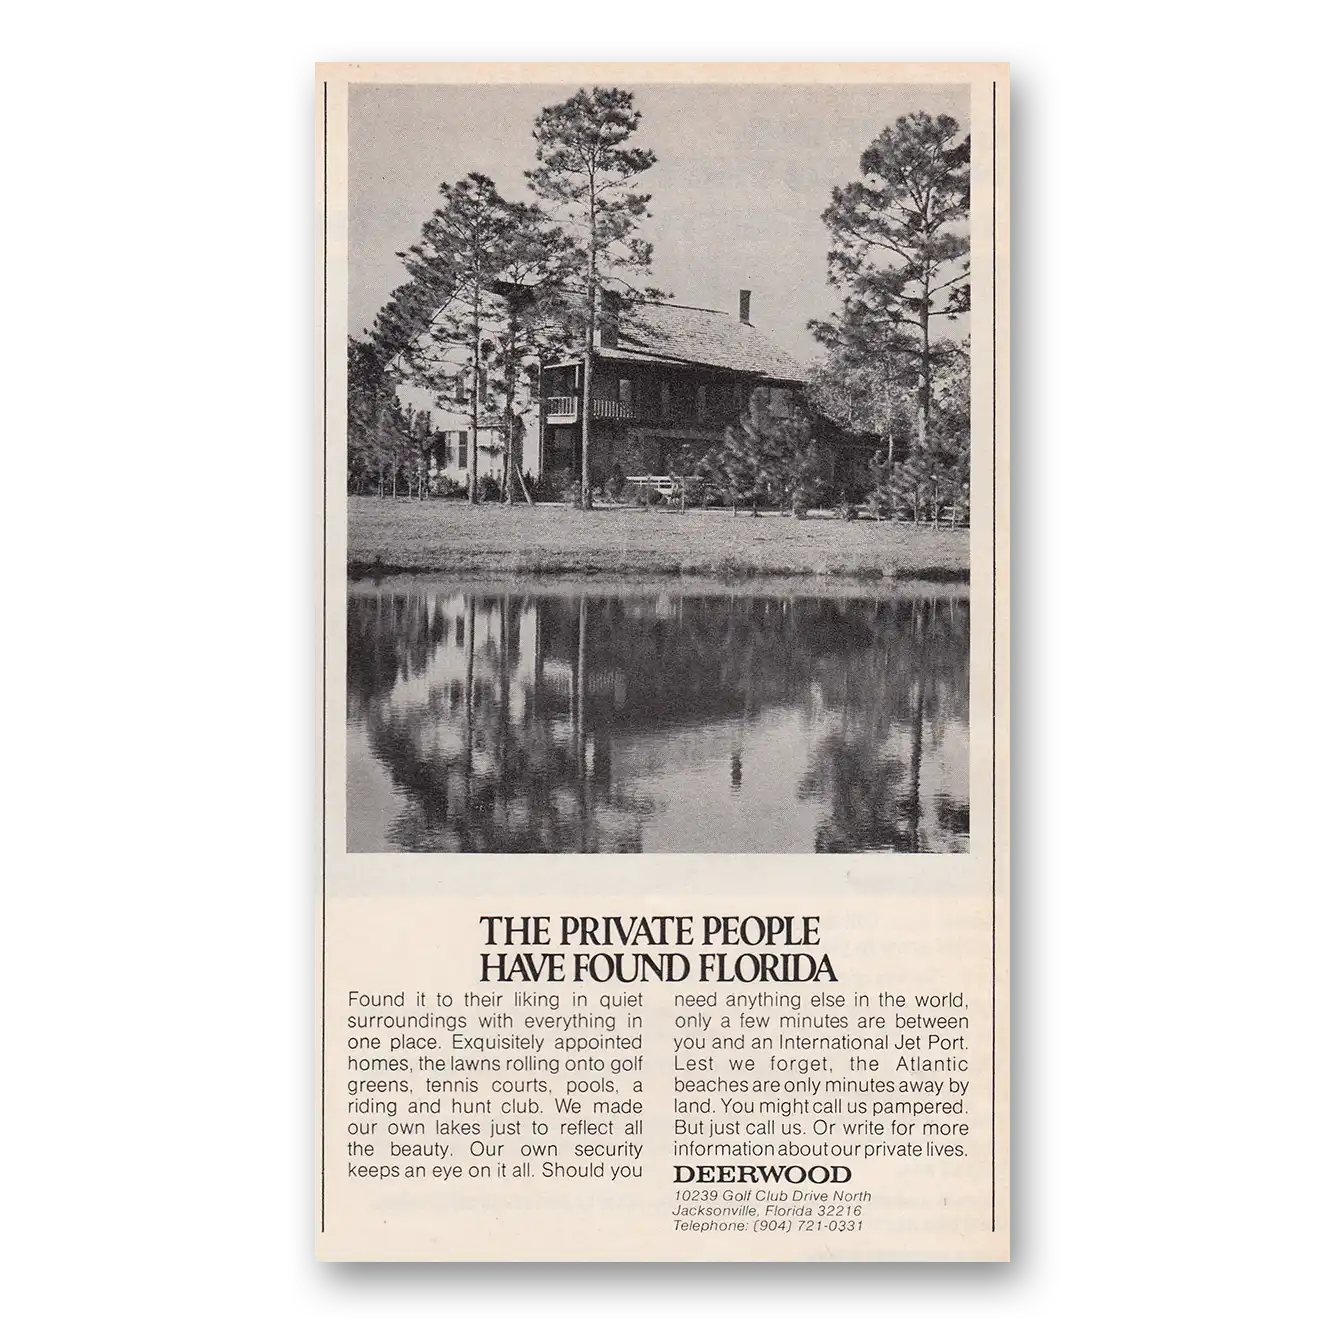 THE PRIVATE PEOPLE
HAVE FOUND FLORIDA
Found it to their liking in quiet
surroundings with everything in
one place. Exquisitely appointed
homes, the lawns rolling onto golf
greens, tennis courts, pools, a
riding and hunt club. We made
our own lakes just to reflect all
the beauty. Our own security
keeps an eye on it all. Should you
need anything else in the world,
only a few minutes are between
you and an International Jet Port.
Lest we forget, the Atlantic
beaches are only minutes away by
land. You might call us pampered.
But just call us. Or write for more
information about our private lives.
DEERWOOD
10239 Golf Club Drive North
Jacksonville, Florida 32216
Telephone: (904) 721-0331